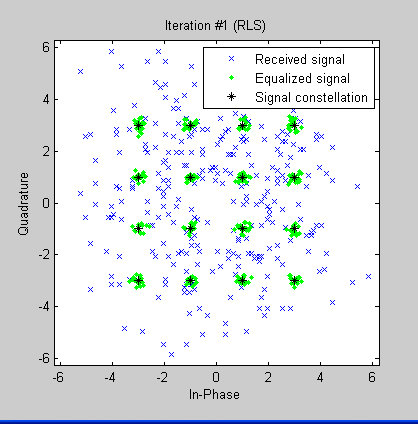 Iteration #1 (RLS)
Received signal
Equalized signal
Signal constellation
6
4
2
0
-2
-4
-6
Quadrature
-6
-4
-2
0
2
4
6
In-Phase